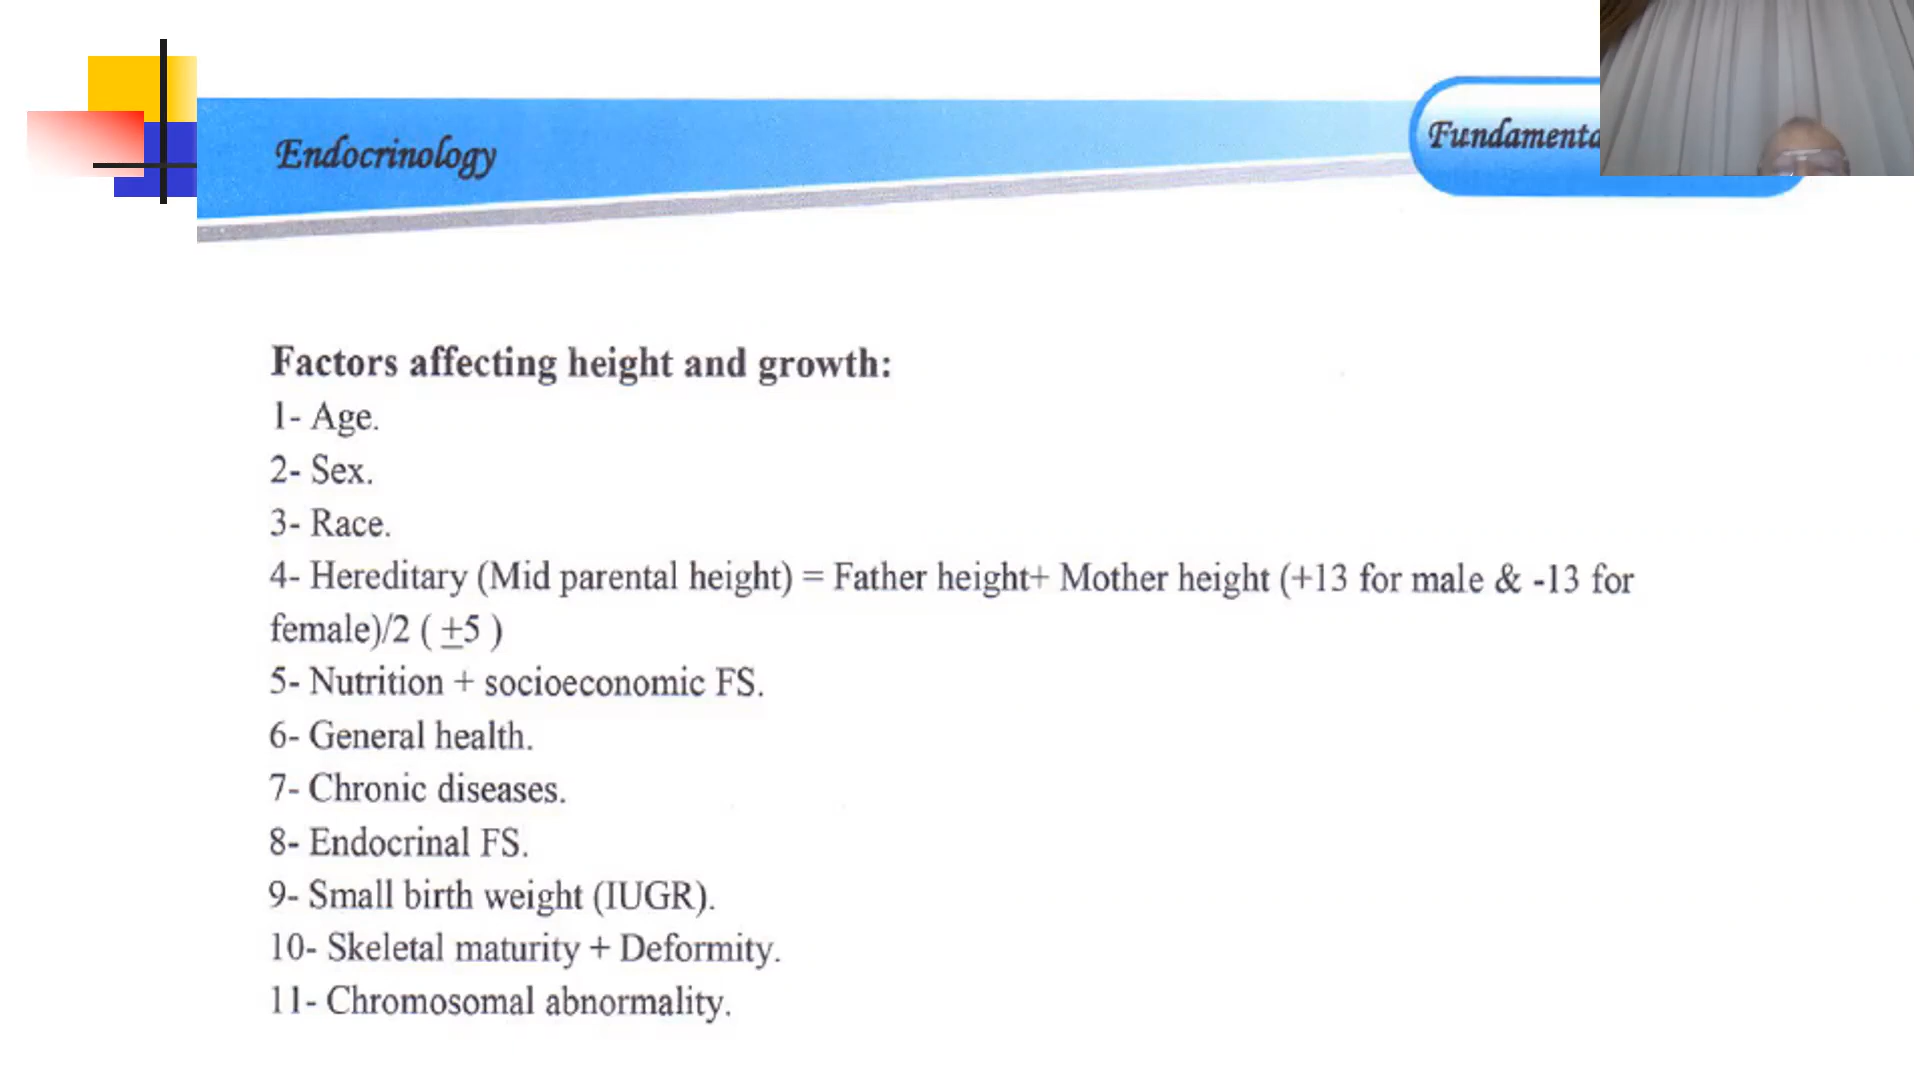 Endocrinology
Factors affecting height and growth:
1- Age.
2- Sex.
3- Race.
4- Hereditary (Mid parental height) = Father height+ Mother height (+13 for male & -13 for
female)/2 ( ±5 )
5- Nutrition + socioeconomic FS.
6- General health.
7- Chronic diseases.
8- Endocrinal FS.
9- Small birth weight (IUGR).
10- Skeletal maturity + Deformity.
11- Chromosomal abnormality.